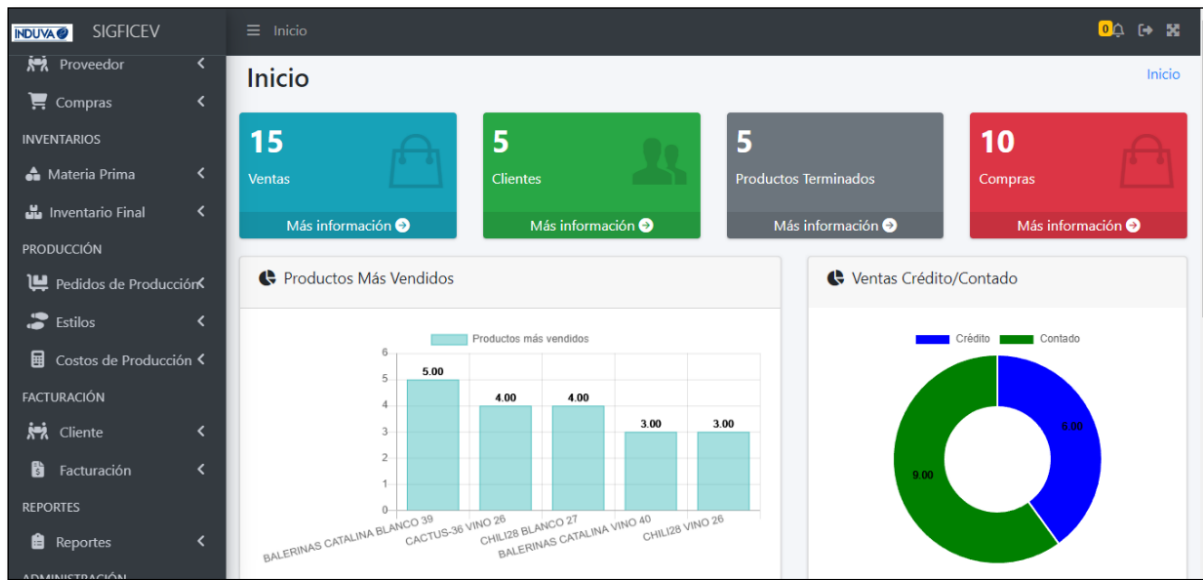 INDUVA
SIGFICEV
Proveedor
Compras
INVENTARIOS
Materia Prima
Inventario Final
PRODUCCIÓN
Pedidos de Producción
Estilos
Costos de Producción
FACTURACIÓN
Cliente
Facturación
REPORTES
Reportes
ADMINISTRACIÓN
Inicio
0
Inicio
Inicio
15
Ventas
Más información
5
Clientes
Más información
5
Productos Terminados
Más información
10
Compras
Más información
Productos Más Vendidos
Productos más vendidos
6
5
4
3
2
1
0
5.00
4.00
4.00
3.00
3.00
BALERINAS CATALINA BLANCO 39
CACTUS-36 VINO 26
CHILI28 BLANCO 27
BALERINAS CATALINA VINO 40
CHILI28 VINO 26
Ventas Crédito/Contado
Crédito
Contado
6.00
9.00